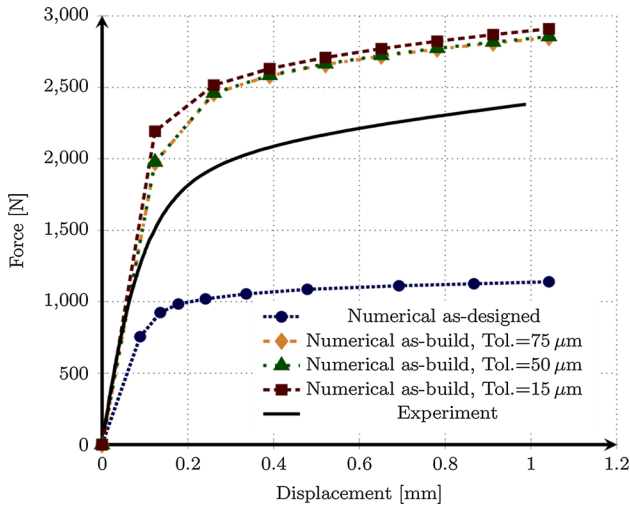 3,000
2,500
2,000
1,500
1,000
500
0
Force [N]
Numerical as-designed
Numerical as-build, Tol.=75 μm
Numerical as-build, Tol.=50 μm
Numerical as-build, Tol.=15 μm
Experiment
0 0.2 0.4 0.6 0.8 1 1.2
Displacement [mm]